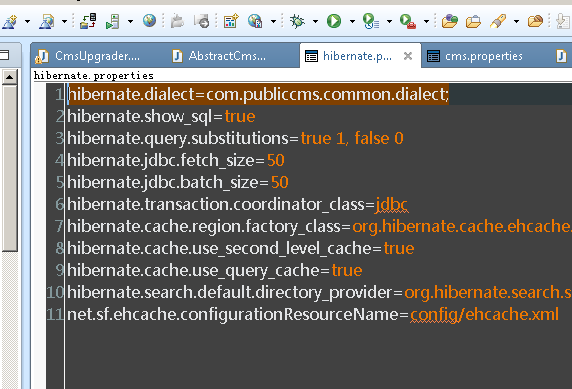 CmsUpgrader....
AbstractCms...
hibernate.p...
cms.properties
hibernate.properties
1 hibernate.dialect=com.publiccms.common.dialect;
2 hibernate.show_sql=true
3 hibernate.query.substitutions=true 1, false 0
4 hibernate.jdbc.fetch_size=50
5 hibernate.jdbc.batch_size=50
6 hibernate.transaction.coordinator_class=jdbc
7 hibernate.cache.region.factory_class=org.hibernate.cache.ehcache.
8 hibernate.cache.use_second_level_cache=true
9 hibernate.cache.use_query_cache=true
10 hibernate.search.default.directory_provider=org.hibernate.search.s
11 net.sf.ehcache.configurationResourceName=config/ehcache.xml